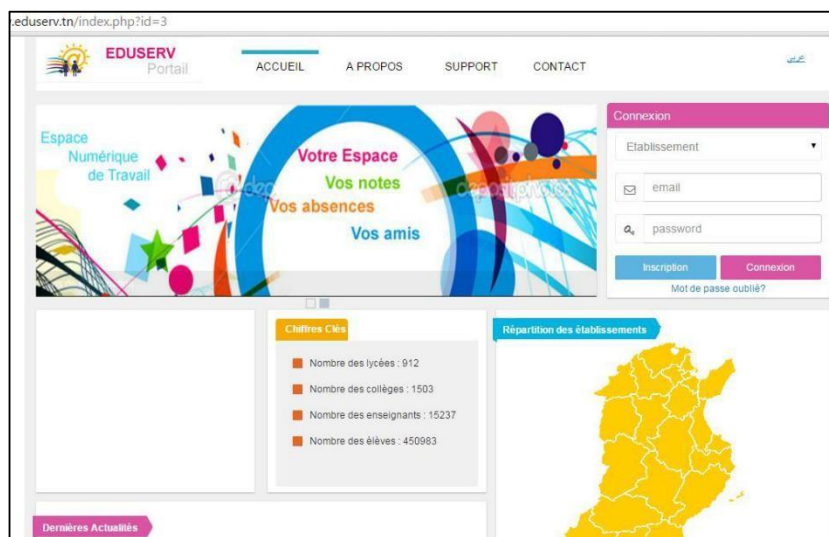 .eduserv.tn/index.php?id=3
EDUSERV
Portail
ACCUEIL A PROPOS SUPPORT CONTACT
عربي
Espace
Numérique
de Travail
Votre Espace
Vos notes
Vos absences
Vos amis
depositphotos
Connexion
Etablissement
email
password
Inscription Connexion
Mot de passe oublié?
Chiffres Clés
Nombre des lycées : 912
Nombre des collèges : 1503
Nombre des enseignants : 15237
Nombre des élèves : 450983
Répartition des établissements
Dernières Actualités